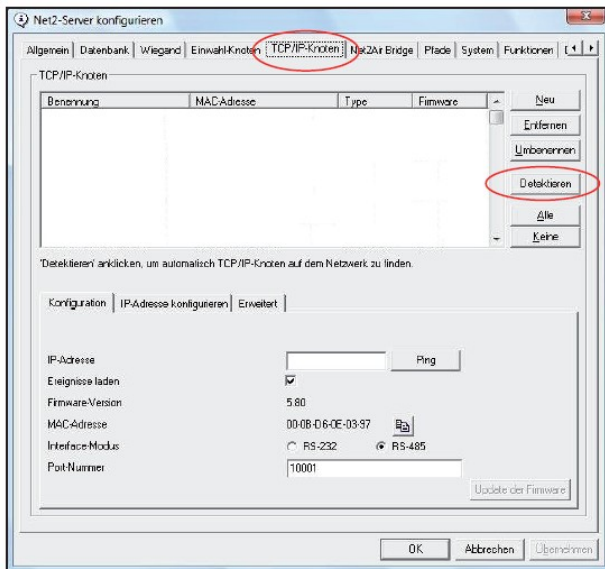 Net2-Server konfigurieren
Allgemein Datenbank Wiegand Einwahl-Knoten TCP/IP-Knoten Net2Air Bridge Pfade System Funktionen
TCP/IP-Knoten
Benennung MAC-Adresse Type Firmware
Neu
Entfernen
Umbenennen
Detektieren
Alle
Keine
'Detektieren' anklicken, um automatisch TCP/IP-Knoten auf dem Netzwerk zu finden.
Konfiguration IP-Adresse konfigurieren Erweitert
IP-Adresse Ping
Ereignisse laden
Firmware-Version 5.80
MAC-Adresse 00-0B-D6-0E-03-97
Interface-Modus RS-232 RS-485
Port-Nummer 10001
Update der Firmware
OK Abbrechen Übernehmen